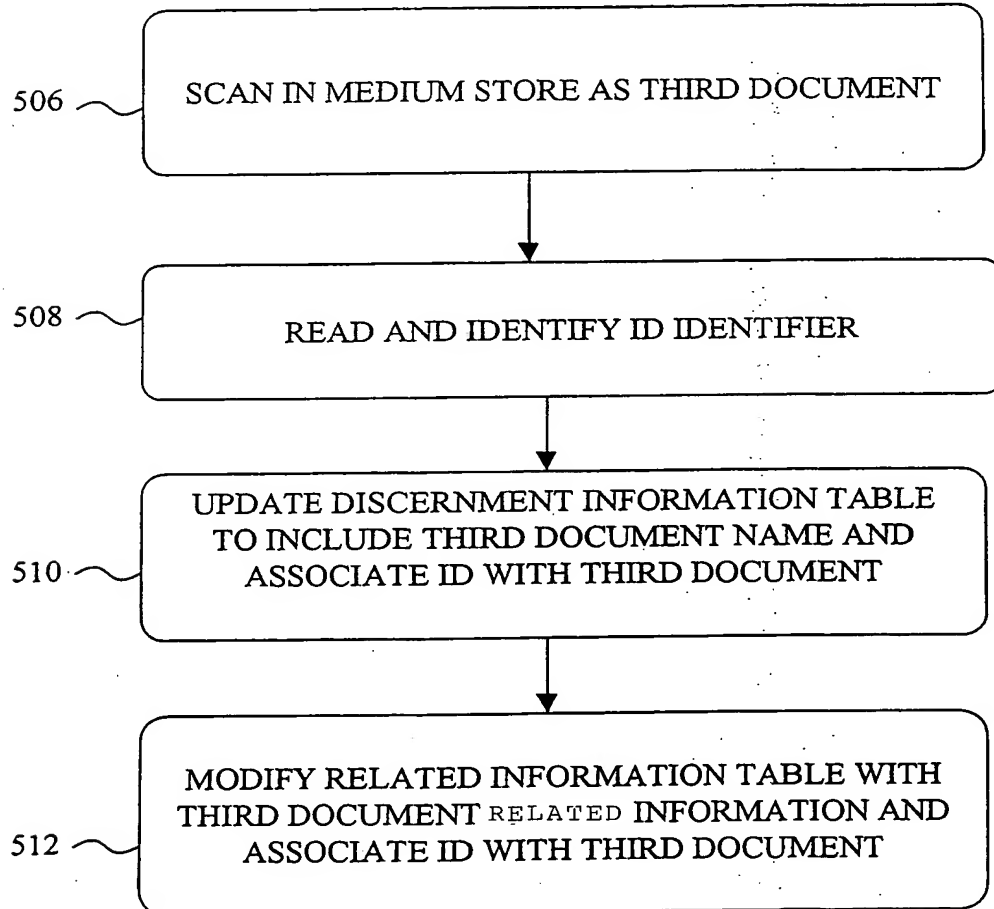 506
SCAN IN MEDIUM STORE AS THIRD DOCUMENT
508
READ AND IDENTIFY ID IDENTIFIER
510
UPDATE DISCERNMENT INFORMATION TABLE
TO INCLUDE THIRD DOCUMENT NAME AND
ASSOCIATE ID WITH THIRD DOCUMENT
512
MODIFY RELATED INFORMATION TABLE WITH
THIRD DOCUMENT RELATED INFORMATION AND
ASSOCIATE ID WITH THIRD DOCUMENT